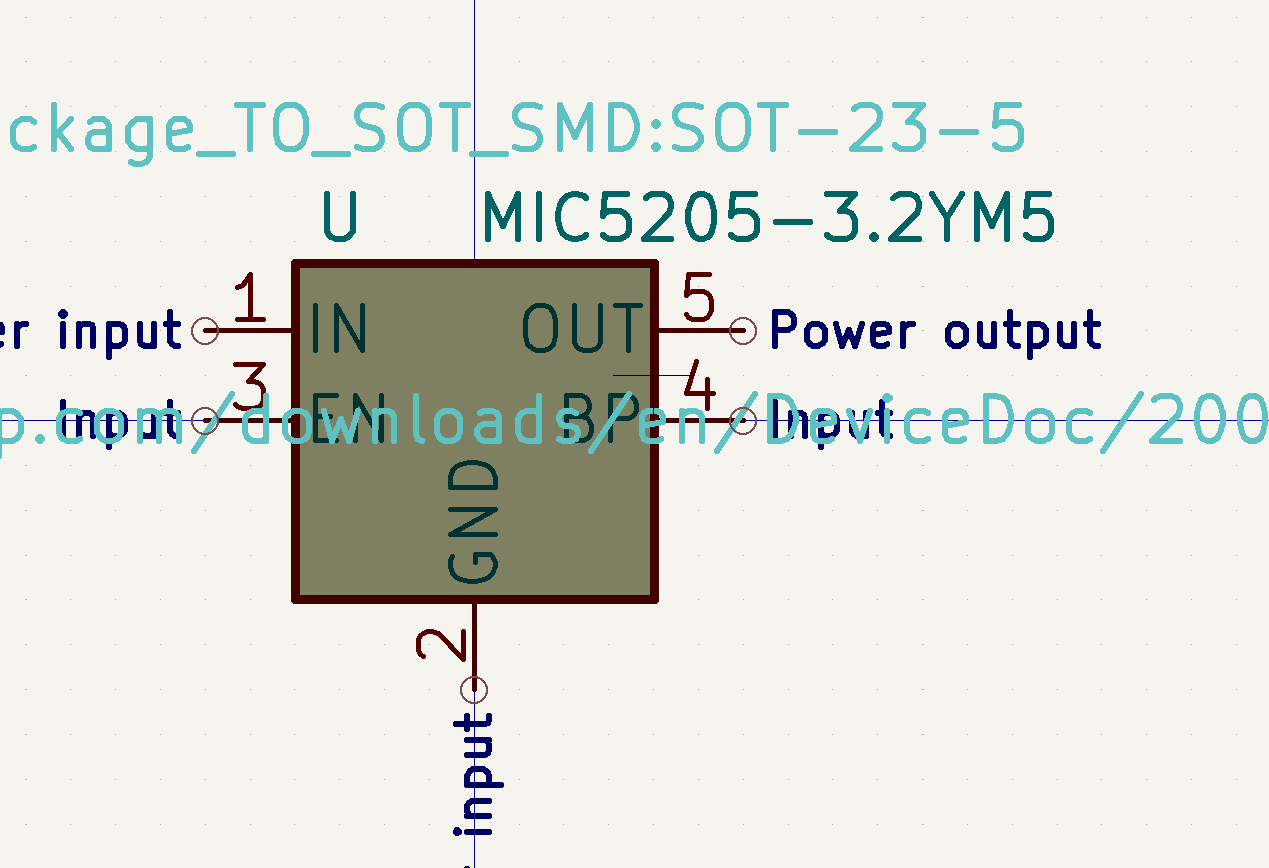 ckage_TO_SOT_SMD:SOT-23-5
U MIC5205-3.2YM5
1 5
er input IN OUT Power output
3 4
Input EN BP Input
p.com/downloads/en/DeviceDoc/200
GND
2
input